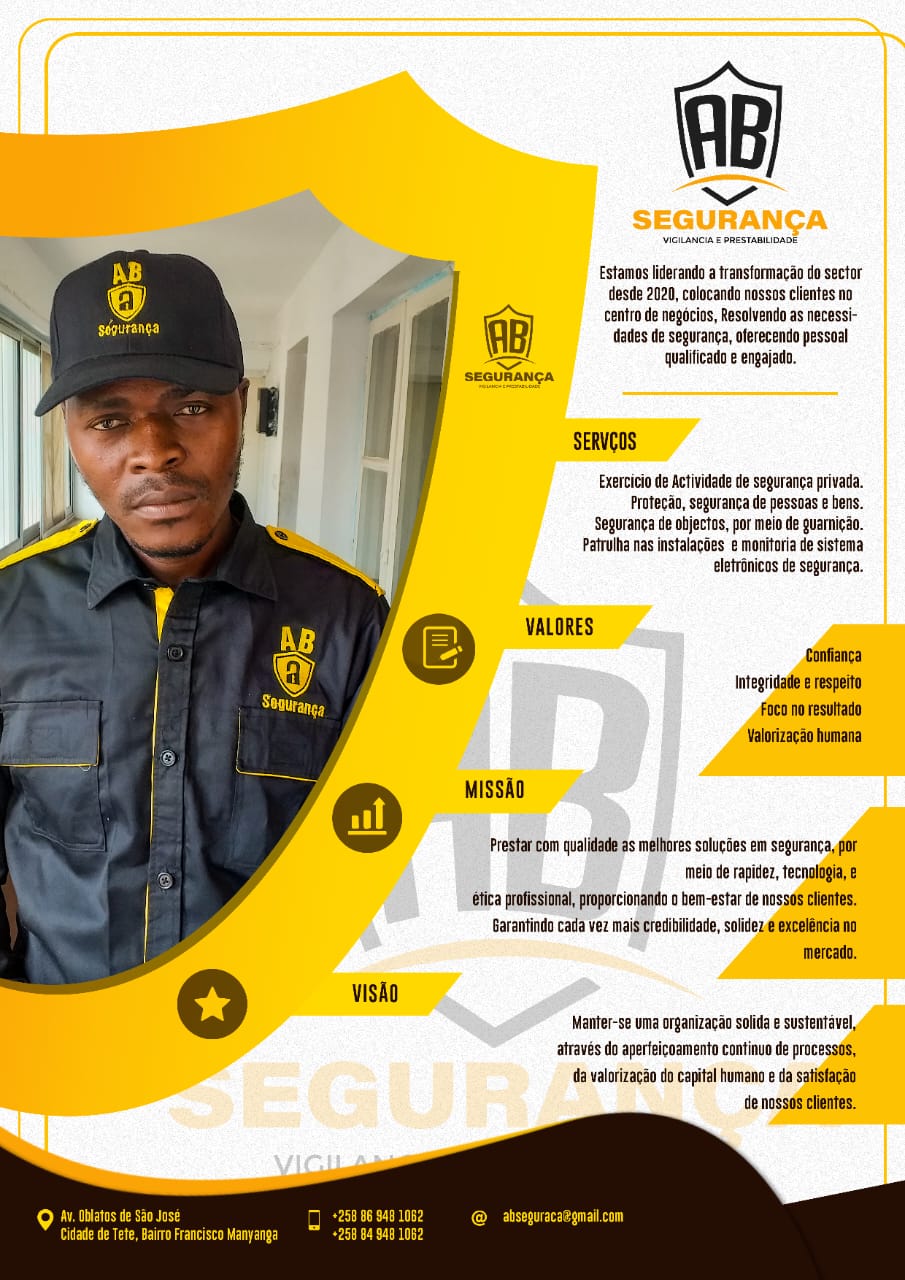 AB
SEGURANÇA
VIGILANCIA E PRESTABILIDADE
Estamos liderando a transformação do sector
desde 2020, colocando nossos clientes no
centro de negócios, Resolvendo as necessi-
dades de segurança, oferecendo pessoal
qualificado e engajado.
AB
a
Ségurança
AB
SEGURANÇA
VIGILANCIA E PRESTABILIDADE
SERVÇOS
Exercício de Actividade de segurança privada.
Proteção, segurança de pessoas e bens.
Segurança de objectos, por meio de guarnição.
Patrulha nas instalações e monitoria de sistema
eletrônicos de segurança.
AB
a
Segurança
VALORES
Confiança
Integridade e respeito
Foco no resultado
Valorização humana
MISSÃO
Prestar com qualidade as melhores soluções em segurança, por
meio de rapidez, tecnologia, e
ética profissional, proporcionando o bem-estar de nossos clientes.
Garantindo cada vez mais credibilidade, solidez e excelência no
mercado.
VISÃO
Manter-se uma organização solida e sustentável,
através do aperfeiçoamento continuo de processos,
da valorização do capital humano e da satisfação
de nossos clientes.
AB
SEGURANÇA
Av. Oblatos de São José
Cidade de Tete, Bairro Francisco Manyanga
+258 86 948 1062
+258 84 948 1062
@ abseguraca@gmail.com